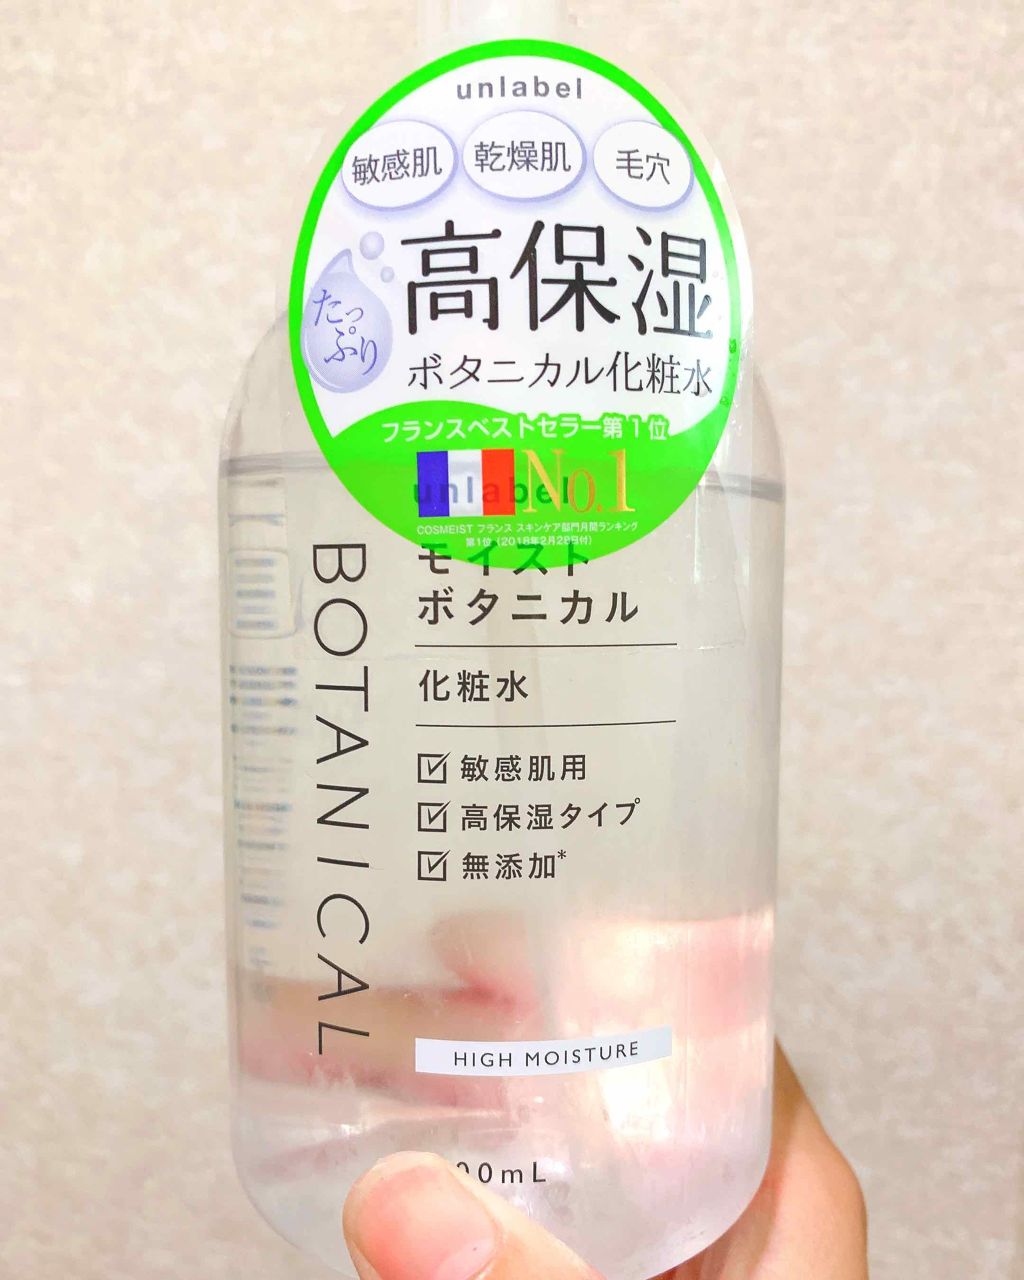 unlabel
敏感肌 乾燥肌 毛穴
高保湿
たっぷり
ボタニカル化粧水
フランスベストセラー第1位
unlabel
No.1
COSMEIST フランス スキンケア部門月間ランキング
第1位（2018年2月28日付）
モイスト
ボタニカル
化粧水
敏感肌用
高保湿タイプ
無添加*
BOTANICAL
HIGH MOISTURE
00mL